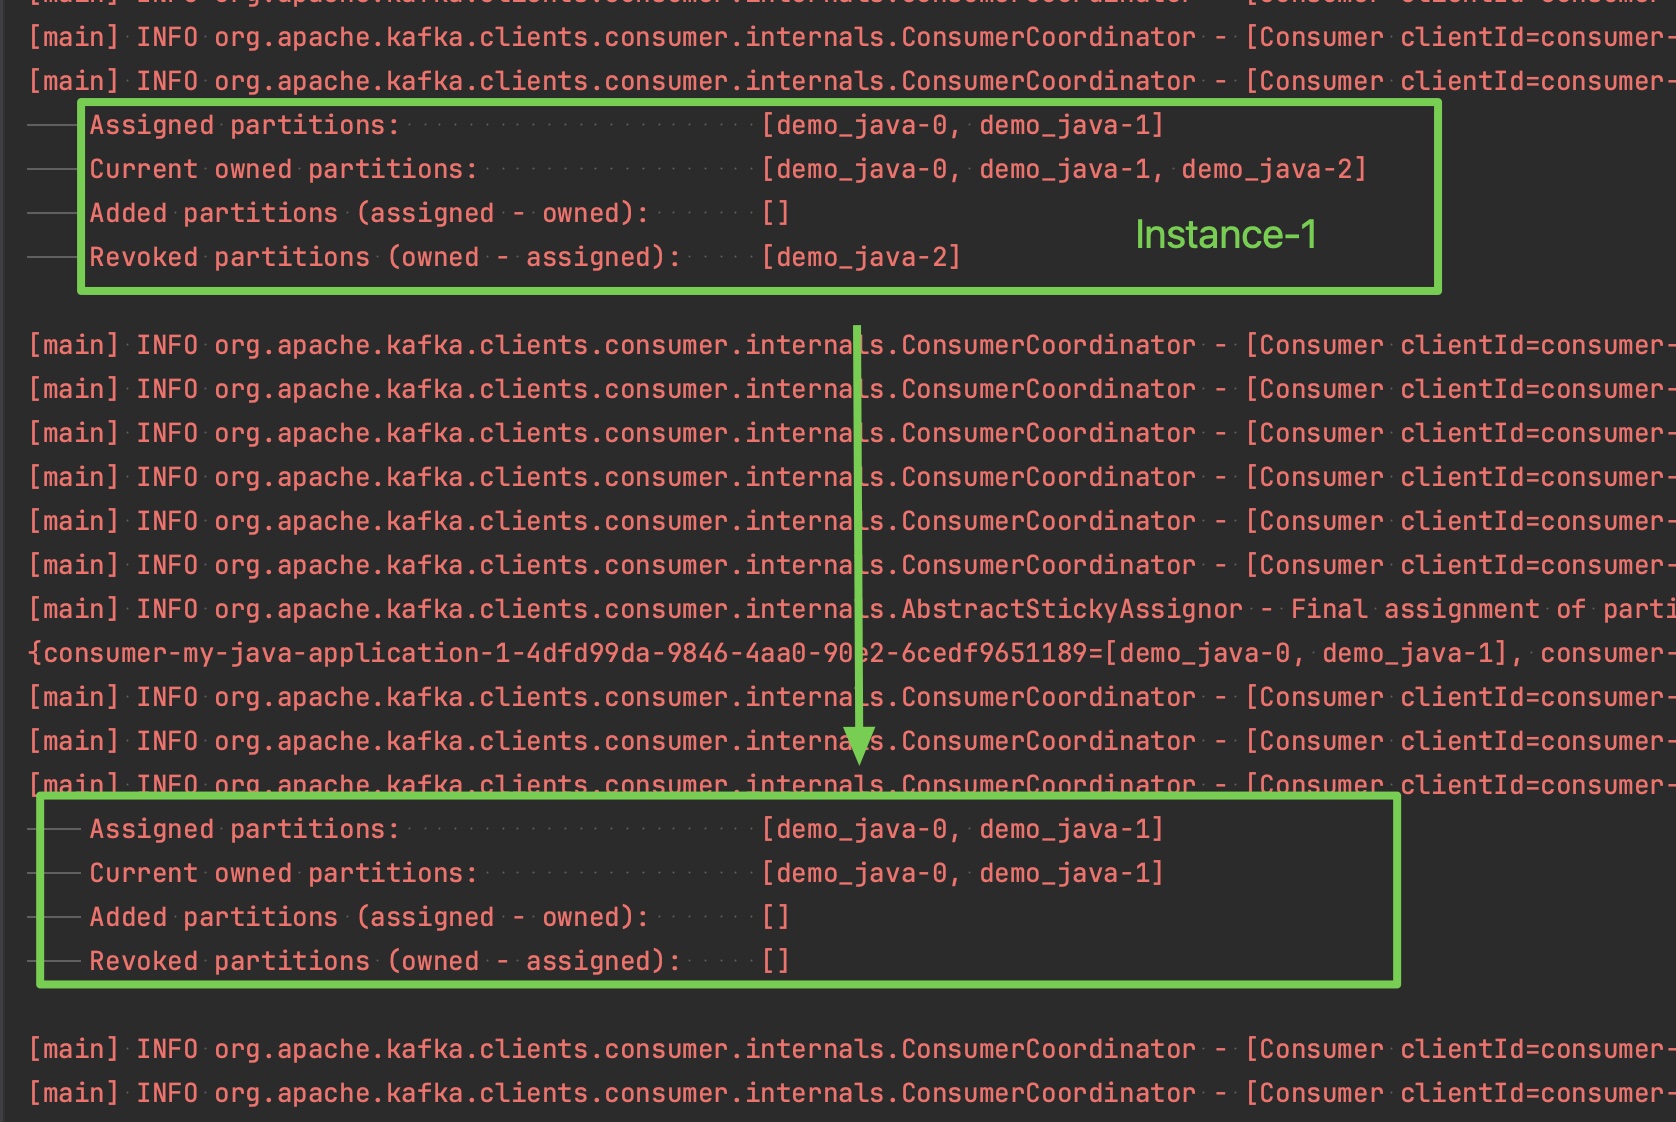 [main] INFO org.apache.kafka.clients.consumer.internals.ConsumerCoordinator - [Consumer clientId=consumer-
[main] INFO org.apache.kafka.clients.consumer.internals.ConsumerCoordinator - [Consumer clientId=consumer-
[main] INFO org.apache.kafka.clients.consumer.internals.ConsumerCoordinator - [Consumer clientId=consumer-
Assigned partitions: [demo_java-0, demo_java-1]
Current owned partitions: [demo_java-0, demo_java-1, demo_java-2]
Added partitions (assigned - owned): []
Instance-1
Revoked partitions (owned - assigned): [demo_java-2]
[main] INFO org.apache.kafka.clients.consumer.internals.ConsumerCoordinator - [Consumer clientId=consumer-
[main] INFO org.apache.kafka.clients.consumer.internals.ConsumerCoordinator - [Consumer clientId=consumer-
[main] INFO org.apache.kafka.clients.consumer.internals.ConsumerCoordinator - [Consumer clientId=consumer-
[main] INFO org.apache.kafka.clients.consumer.internals.ConsumerCoordinator - [Consumer clientId=consumer-
[main] INFO org.apache.kafka.clients.consumer.internals.ConsumerCoordinator - [Consumer clientId=consumer-
[main] INFO org.apache.kafka.clients.consumer.internals.ConsumerCoordinator - [Consumer clientId=consumer-
[main] INFO org.apache.kafka.clients.consumer.internals.AbstractStickyAssignor - Final assignment of parti
{consumer-my-java-application-1-4dfd99da-9846-4aa0-90e2-6cedf9651189=[demo_java-0, demo_java-1], consumer-
[main] INFO org.apache.kafka.clients.consumer.internals.ConsumerCoordinator - [Consumer clientId=consumer-
[main] INFO org.apache.kafka.clients.consumer.internals.ConsumerCoordinator - [Consumer clientId=consumer-
[main] INFO org.apache.kafka.clients.consumer.internals.ConsumerCoordinator - [Consumer clientId=consumer-
Assigned partitions: [demo_java-0, demo_java-1]
Current owned partitions: [demo_java-0, demo_java-1]
Added partitions (assigned - owned): []
Revoked partitions (owned - assigned): []
[main] INFO org.apache.kafka.clients.consumer.internals.ConsumerCoordinator - [Consumer clientId=consumer-
[main] INFO org.apache.kafka.clients.consumer.internals.ConsumerCoordinator - [Consumer clientId=consumer-